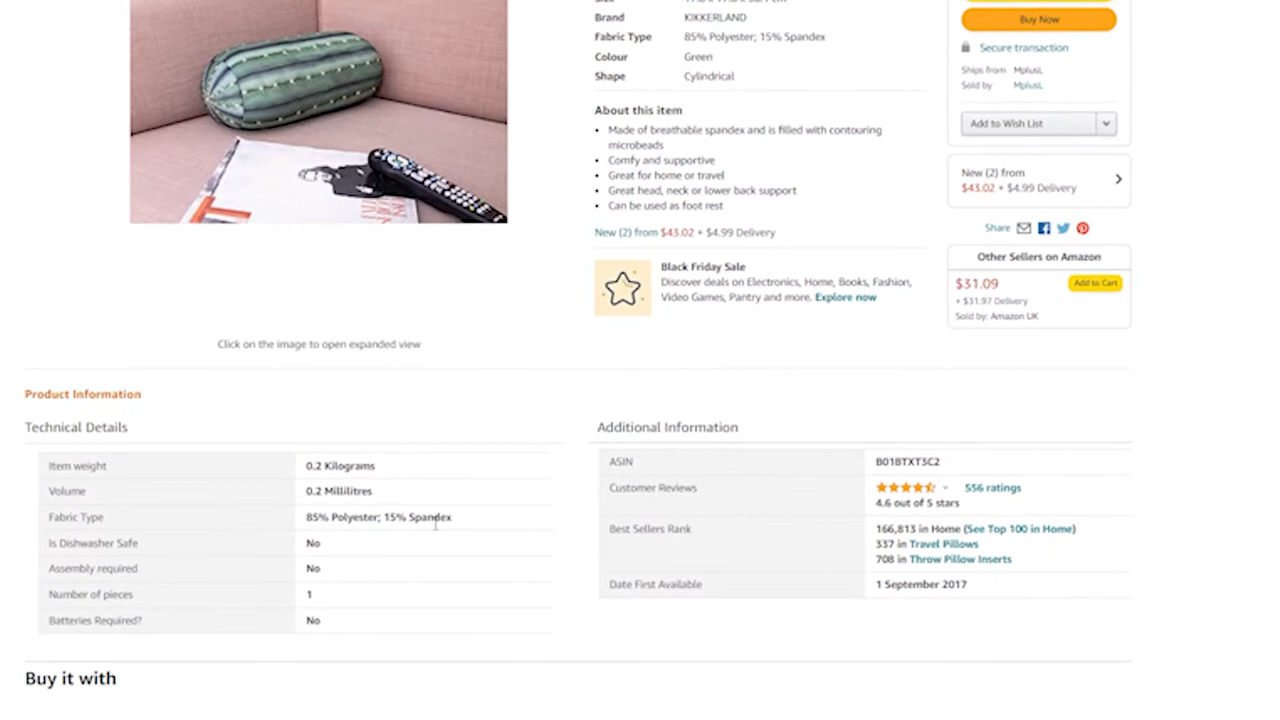 Brand KIKKERLAND
Fabric Type 85% Polyester; 15% Spandex
Colour Green
Shape Cylindrical
About this item
Made of breathable spandex and is filled with contouring
microbeads
Comfy and supportive
Great for home or travel
Great head, neck or lower back support
Can be used as foot rest
New (2) from $43.02 + $4.99 Delivery
Black Friday Sale
Discover deals on Electronics, Home, Books, Fashion,
Video Games, Pantry and more. Explore now
Buy Now
Secure transaction
Ships from MplusL
Sold by MplusL
Add to Wish List
New (2) from
$43.02 + $4.99 Delivery
Share
Other Sellers on Amazon
$31.09 Add to Cart
+ $31.97 Delivery
Sold by: Amazon UK
Click on the image to open expanded view
Product Information
Technical Details
Item weight 0.2 Kilograms
Volume 0.2 Millilitres
Fabric Type 85% Polyester; 15% Spandex
Is Dishwasher Safe No
Assembly required No
Number of pieces 1
Batteries Required? No
Additional Information
ASIN B01BTXT3C2
Customer Reviews 556 ratings
4.6 out of 5 stars
Best Sellers Rank 166,813 in Home (See Top 100 in Home)
337 in Travel Pillows
708 in Throw Pillow Inserts
Date First Available 1 September 2017
Buy it with